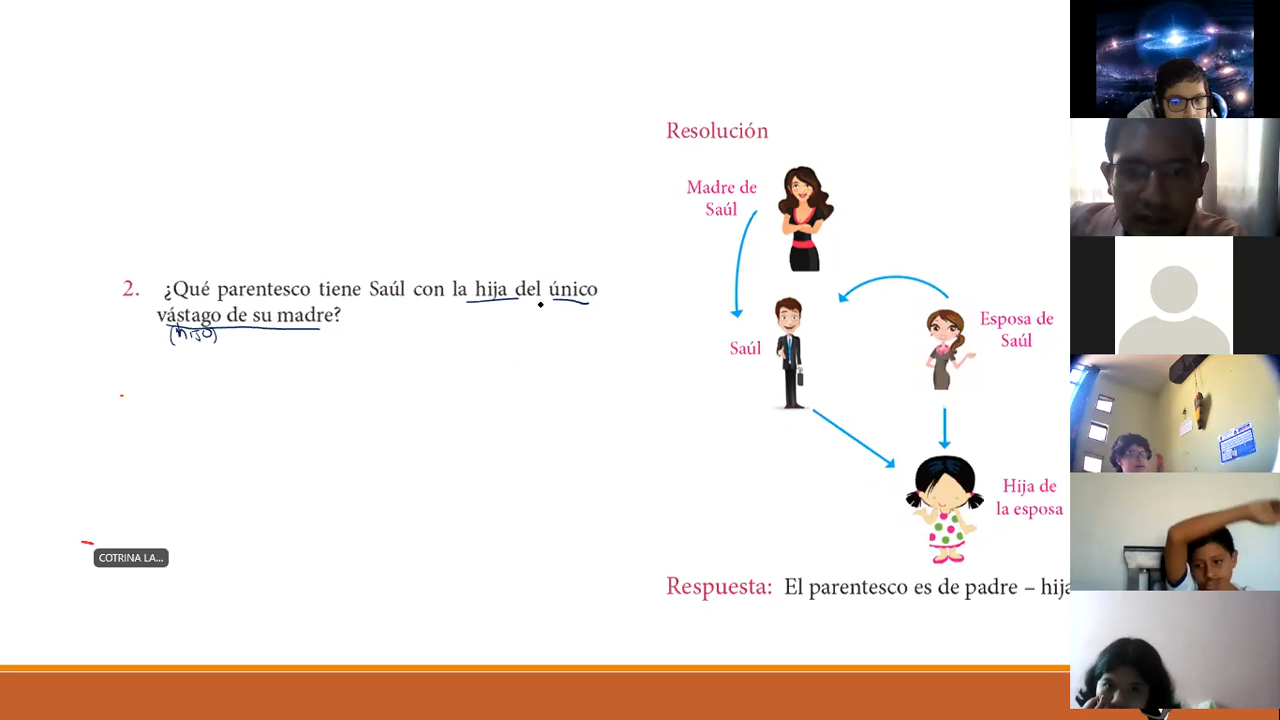 2. ¿Qué parentesco tiene Saúl con la hija del único
vástago de su madre?
(hijo)
COTRINA LA...
Resolución
Madre de
Saúl
Saúl
Esposa de
Saúl
Hija de
la esposa
Respuesta: El parentesco es de padre – hija